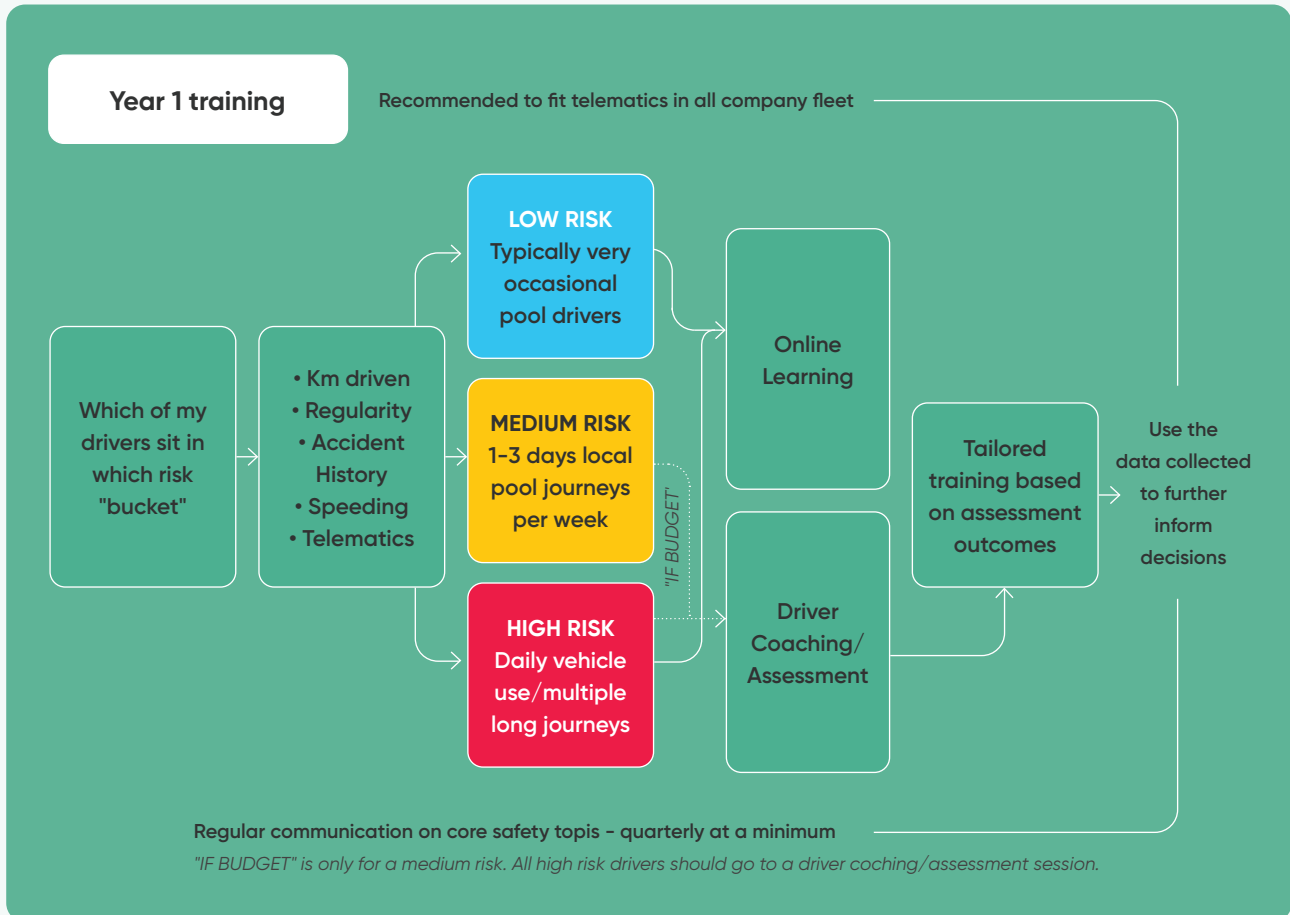 Year 1 training
Recommended to fit telematics in all company fleet
Which of my
drivers sit in
which risk
"bucket"
• Km driven
• Regularity
• Accident
History
• Speeding
• Telematics
LOW RISK
Typically very
occasional
pool drivers
MEDIUM RISK
1-3 days local
pool journeys
per week
HIGH RISK
Daily vehicle
use/multiple
long journeys
"IF BUDGET'
Online
Learning
Driver
Coaching/
Assessment
Tailored
training based
on assessment
outcomes
Use the
data collected
to further
inform
decisions
Regular communication on core safety topis - quarterly at a minimum
"IF BUDGET" is only for a medium risk. All high risk drivers should go to a driver coching/assessment session.